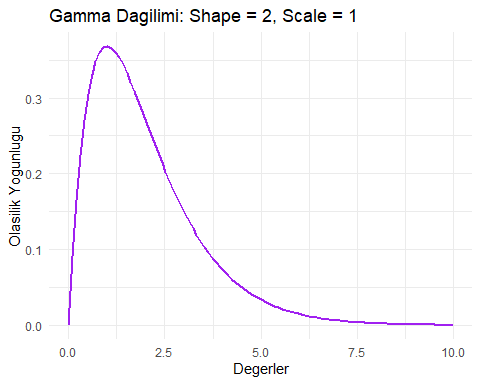 Gamma Dagilimi: Shape = 2, Scale = 1
Olasilik Yogunlugu
0.3
0.2
0.1
0.0
0.0 2.5 5.0 7.5 10.0
Degerler